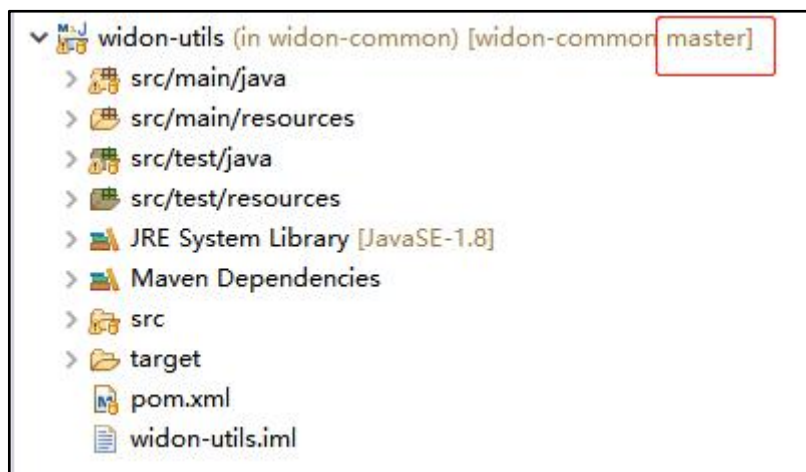 widon-utils (in widon-common) [widon-common master]
src/main/java
src/main/resources
src/test/java
src/test/resources
JRE System Library [JavaSE-1.8]
Maven Dependencies
src
target
pom.xml
widon-utils.iml